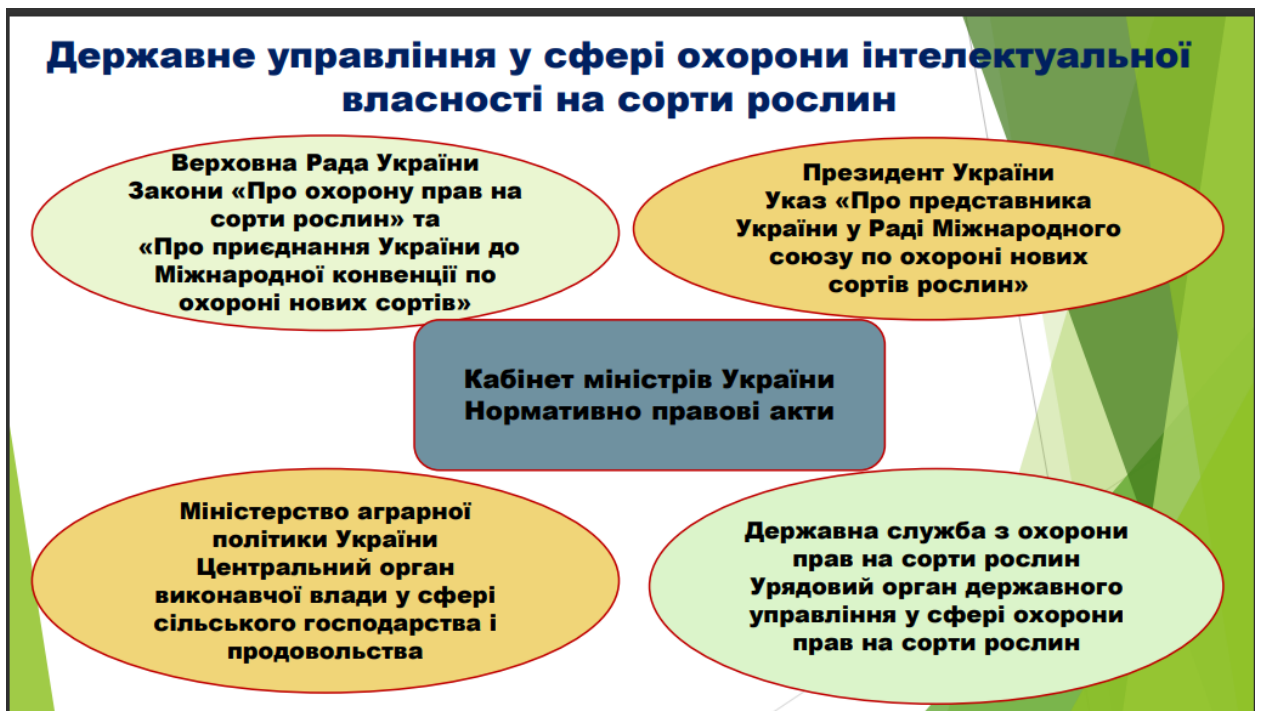 Державне управління у сфері охорони інтелектуальної
власності на сорти рослин
Верховна Рада України
Закони «Про охорону прав на
сорти рослин» та
«Про приєднання України до
Міжнародної конвенції по
охороні нових сортів»
Президент України
Указ «Про представника
України у Раді Міжнародного
союзу по охороні нових
сортів рослин»
Кабінет міністрів України
Нормативно правові акти
Міністерство аграрної
політики України
Центральний орган
виконавчої влади у сфері
сільського господарства і
продовольства
Державна служба з охорони
прав на сорти рослин
Урядовий орган державного
управління у сфері охорони
прав на сорти рослин